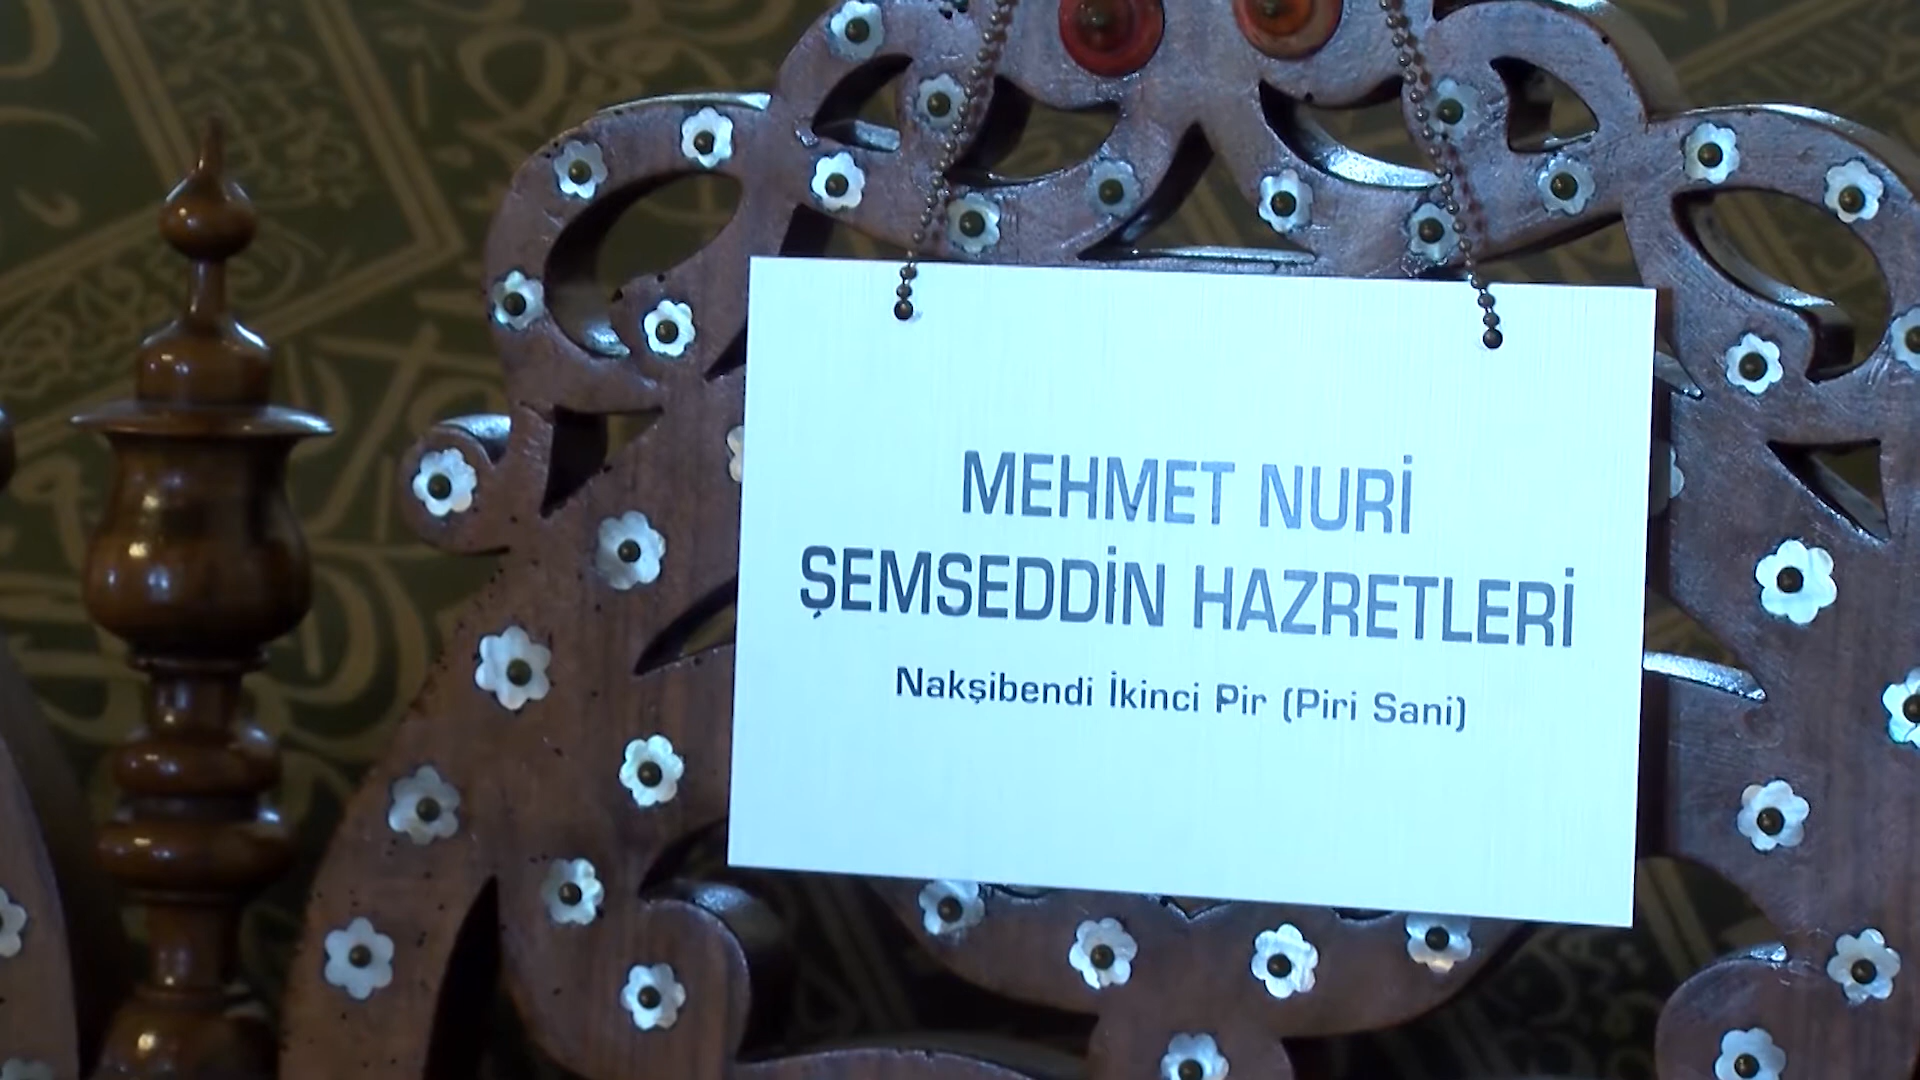 MEHMET NURİ
ŞEMSEDDİN HAZRETLERİ
Nakşibendi İkinci Pir (Piri Sani)